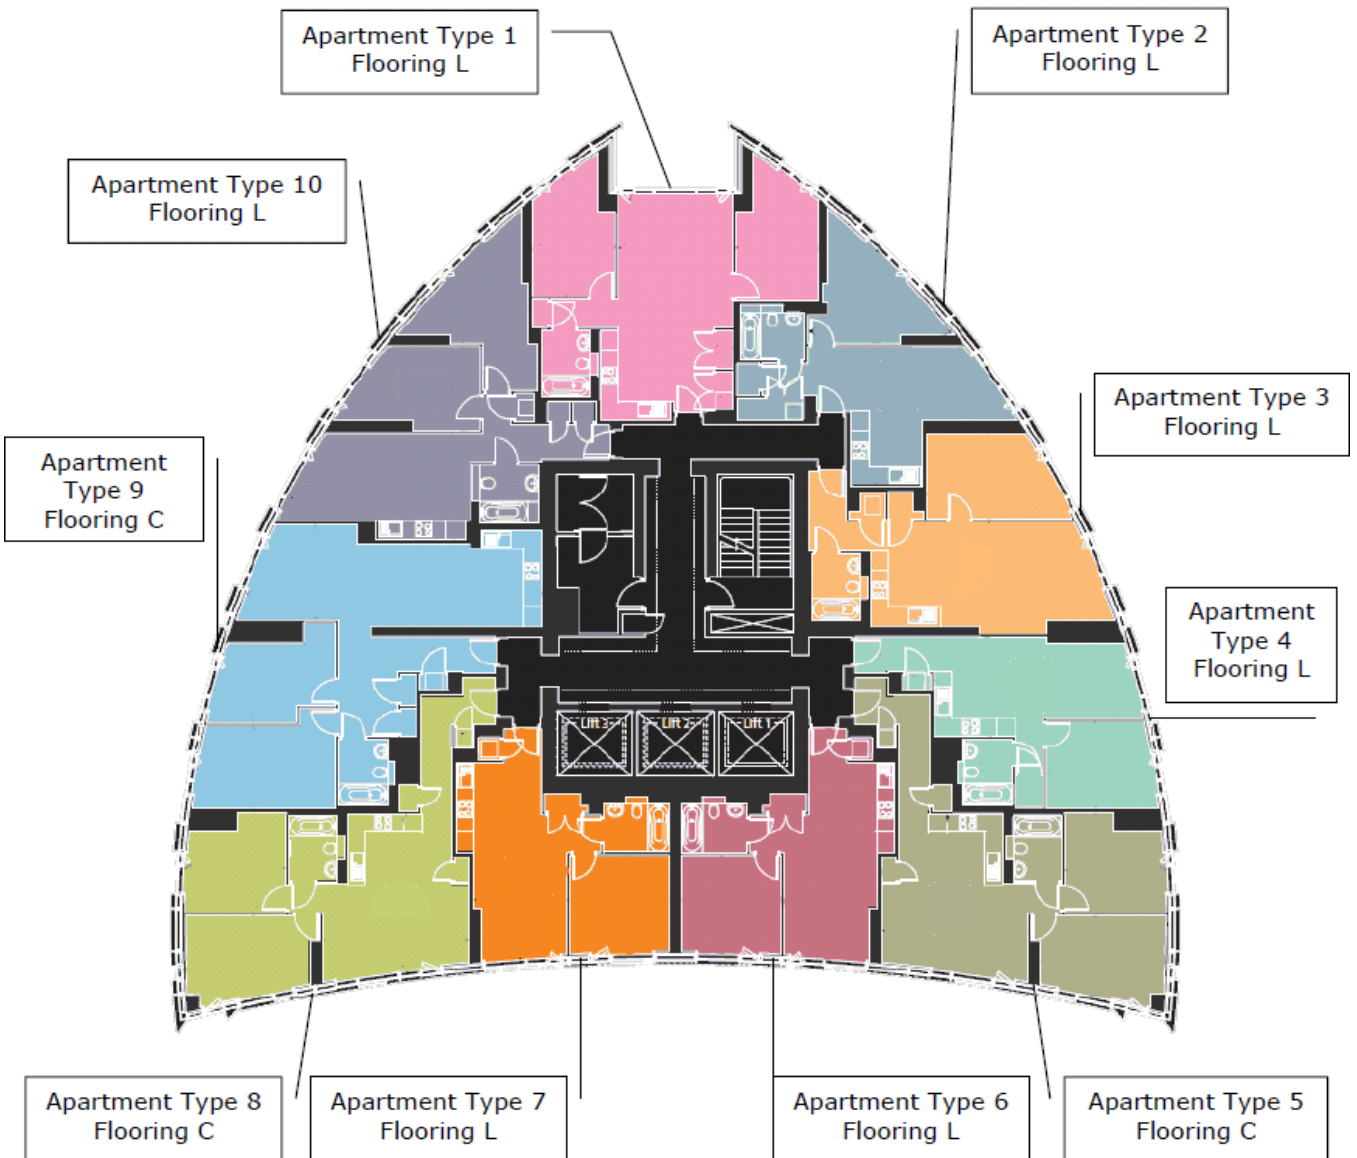 Apartment Type 1
Flooring L
Apartment Type 2
Flooring L
Apartment Type 10
Flooring L
Apartment Type 3
Flooring L
Apartment
Type 9
Flooring C
Apartment
Type 4
Flooring L
Lift 3
Lift 2
Lift 1
Apartment Type 8
Flooring C
Apartment Type 7
Flooring L
Apartment Type 6
Flooring L
Apartment Type 5
Flooring C